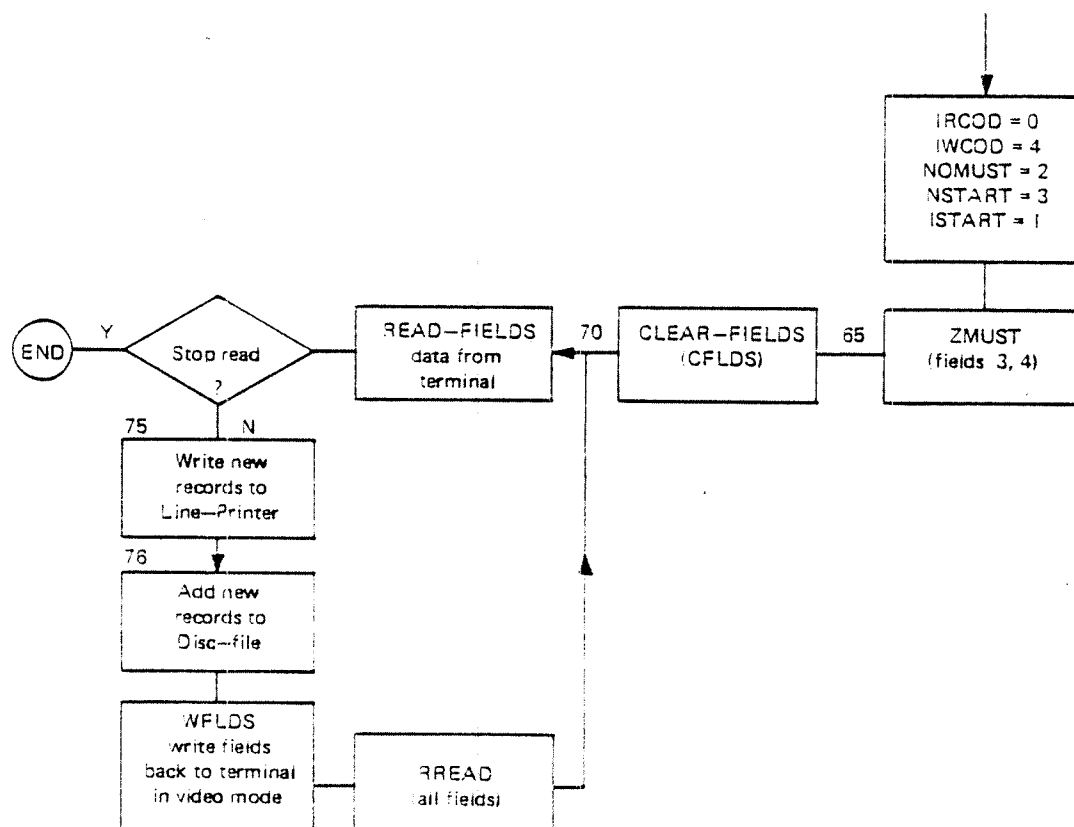 IRCOD = 0
IWCOD = 4
NOMUST = 2
NSTART = 3
ISTART = 1
ZMUST
(fields 3, 4)
65
CLEAR—FIELDS
(CFLDS)
70
READ—FIELDS
data from
terminal
Stop read
?
Y
END
N
75
Write new
records to
Line—Printer
76
Add new
records to
Disc—file
WFLDS
write fields
back to terminal
in video mode
RREAD
(all fields)